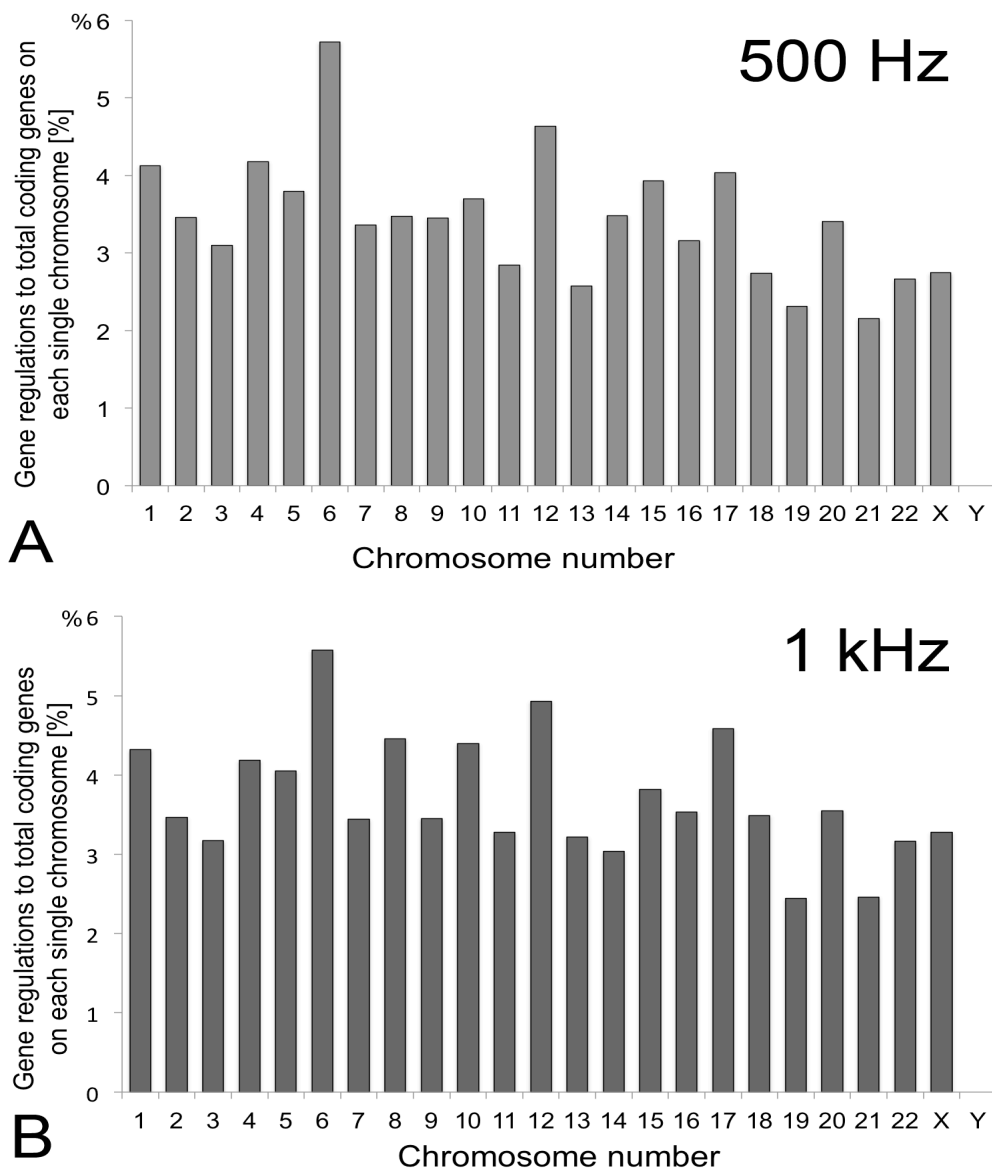 % 6
500 Hz
5
4
3
2
1
0
Gene regulations to total coding genes on
each single chromosome [%]
1 2 3 4 5 6 7 8 9 10 11 12 13 14 15 16 17 18 19 20 21 22 X Y
A
Chromosome number
% 6
1 kHz
5
4
3
2
1
0
Gene regulations to total coding genes
on each single chromosome [%]
1 2 3 4 5 6 7 8 9 10 11 12 13 14 15 16 17 18 19 20 21 22 X Y
B
Chromosome number